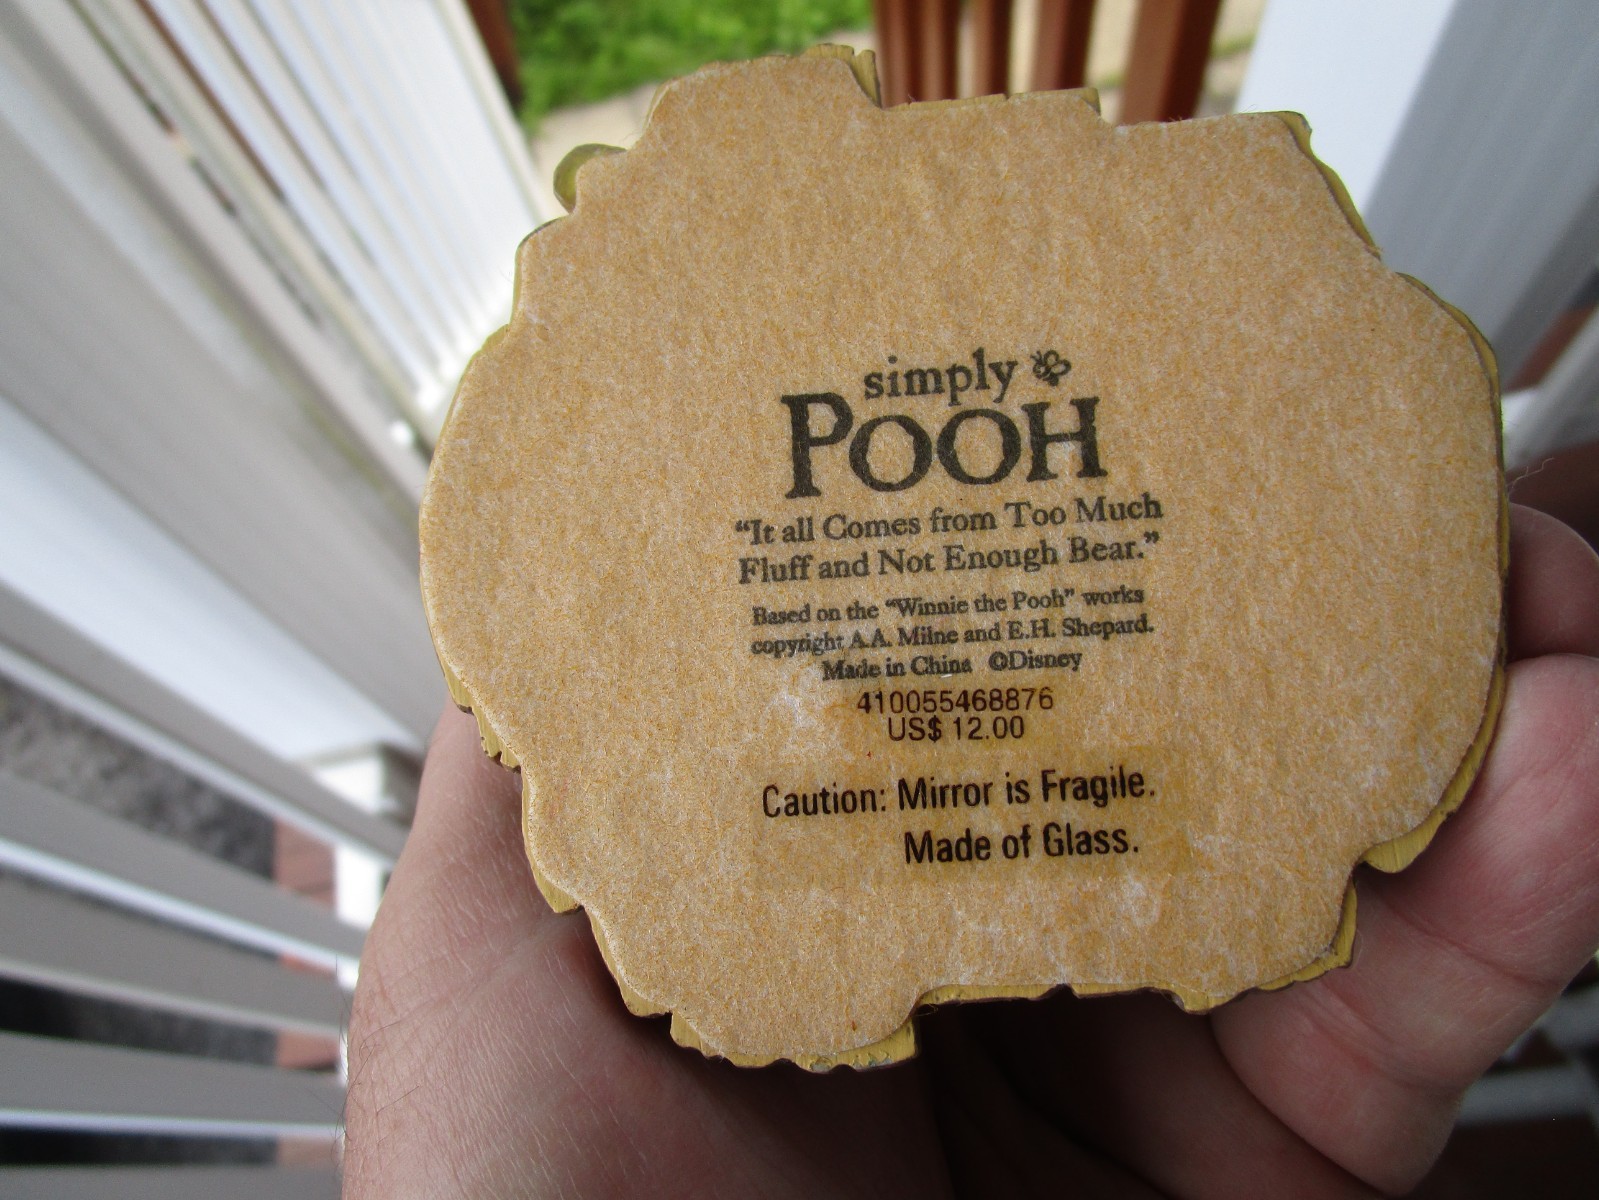 simply
POOH
“It all Comes from Too Much
Fluff and Not Enough Bear.”
Based on the “Winnie the Pooh” works
copyright A.A. Milne and E.H. Shepard.
Made in China ©Disney
410055468876
US$ 12.00
Caution: Mirror is Fragile.
Made of Glass.